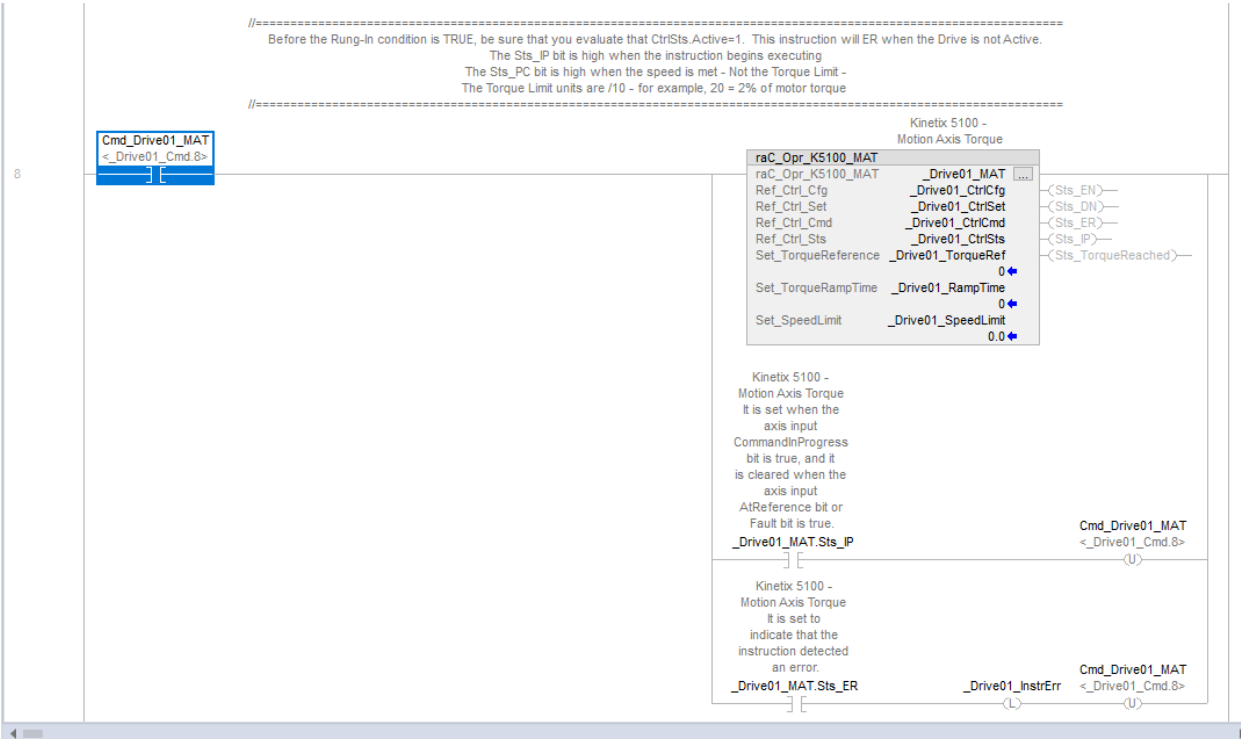 //==============================================================================================
Before the Rung-In condition is TRUE, be sure that you evaluate that CtrlSts.Active=1. This instruction will ER when the Drive is not Active.
The Sts_IP bit is high when the instruction begins executing
The Sts_PC bit is high when the speed is met - Not the Torque Limit -
The Torque Limit units are /10 - for example, 20 = 2% of motor torque
//==============================================================================================
Kinetix 5100 -
Motion Axis Torque
Cmd_Drive01_MAT
<_Drive01_Cmd.8>
8
raC_Opr_K5100_MAT
raC_Opr_K5100_MAT _Drive01_MAT ...
Ref_Ctrl_Cfg _Drive01_CtrlCfg (Sts_EN)
Ref_Ctrl_Set _Drive01_CtrlSet (Sts_DN)
Ref_Ctrl_Cmd _Drive01_CtrlCmd (Sts_ER)
Ref_Ctrl_Sts _Drive01_CtrlSts (Sts_IP)
Set_TorqueReference _Drive01_TorqueRef (Sts_TorqueReached)
0
Set_TorqueRampTime _Drive01_RampTime
0
Set_SpeedLimit _Drive01_SpeedLimit
0.0
Kinetix 5100 -
Motion Axis Torque
It is set when the
axis input
CommandInProgress
bit is true, and it
is cleared when the
axis input
AtReference bit or
Fault bit is true.
_Drive01_MAT.Sts_IP
Cmd_Drive01_MAT
<_Drive01_Cmd.8>
(U)
Kinetix 5100 -
Motion Axis Torque
It is set to
indicate that the
instruction detected
an error.
_Drive01_MAT.Sts_ER
_Drive01_InstrErr
(L)
Cmd_Drive01_MAT
<_Drive01_Cmd.8>
(U)